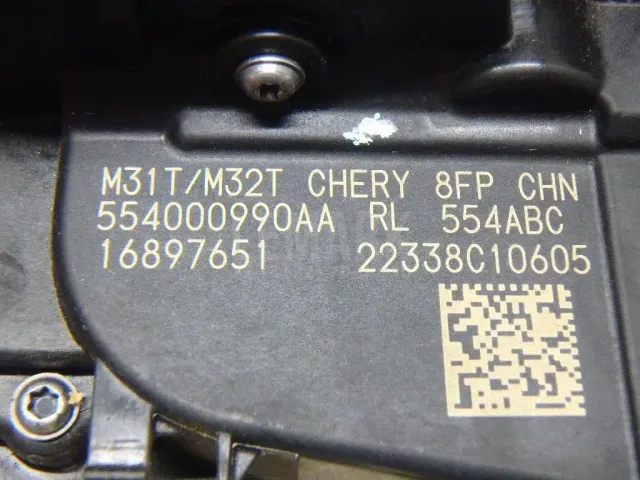 M31T/M32T CHERY 8FP CHN
554000990AA RL 554ABC
16897651 22338C10605